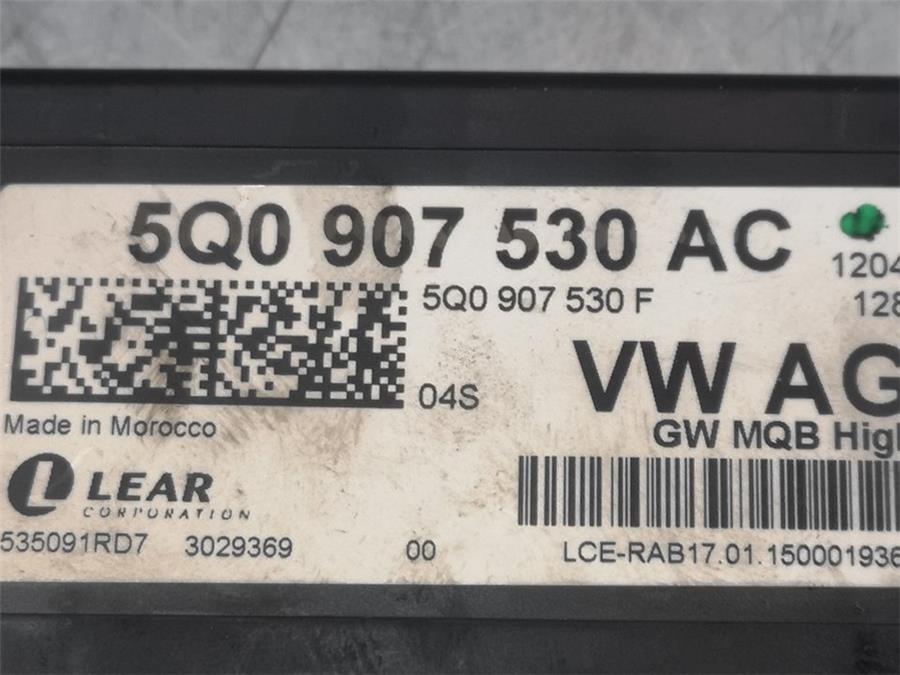 5Q0 907 530 AC
1204
5Q0 907 530 F
128
04S
VW AG
Made in Morocco
GW MQB High
LEAR
CORPORATION
535091RD7 3029369 00 LCE-RAB17.01.150001936